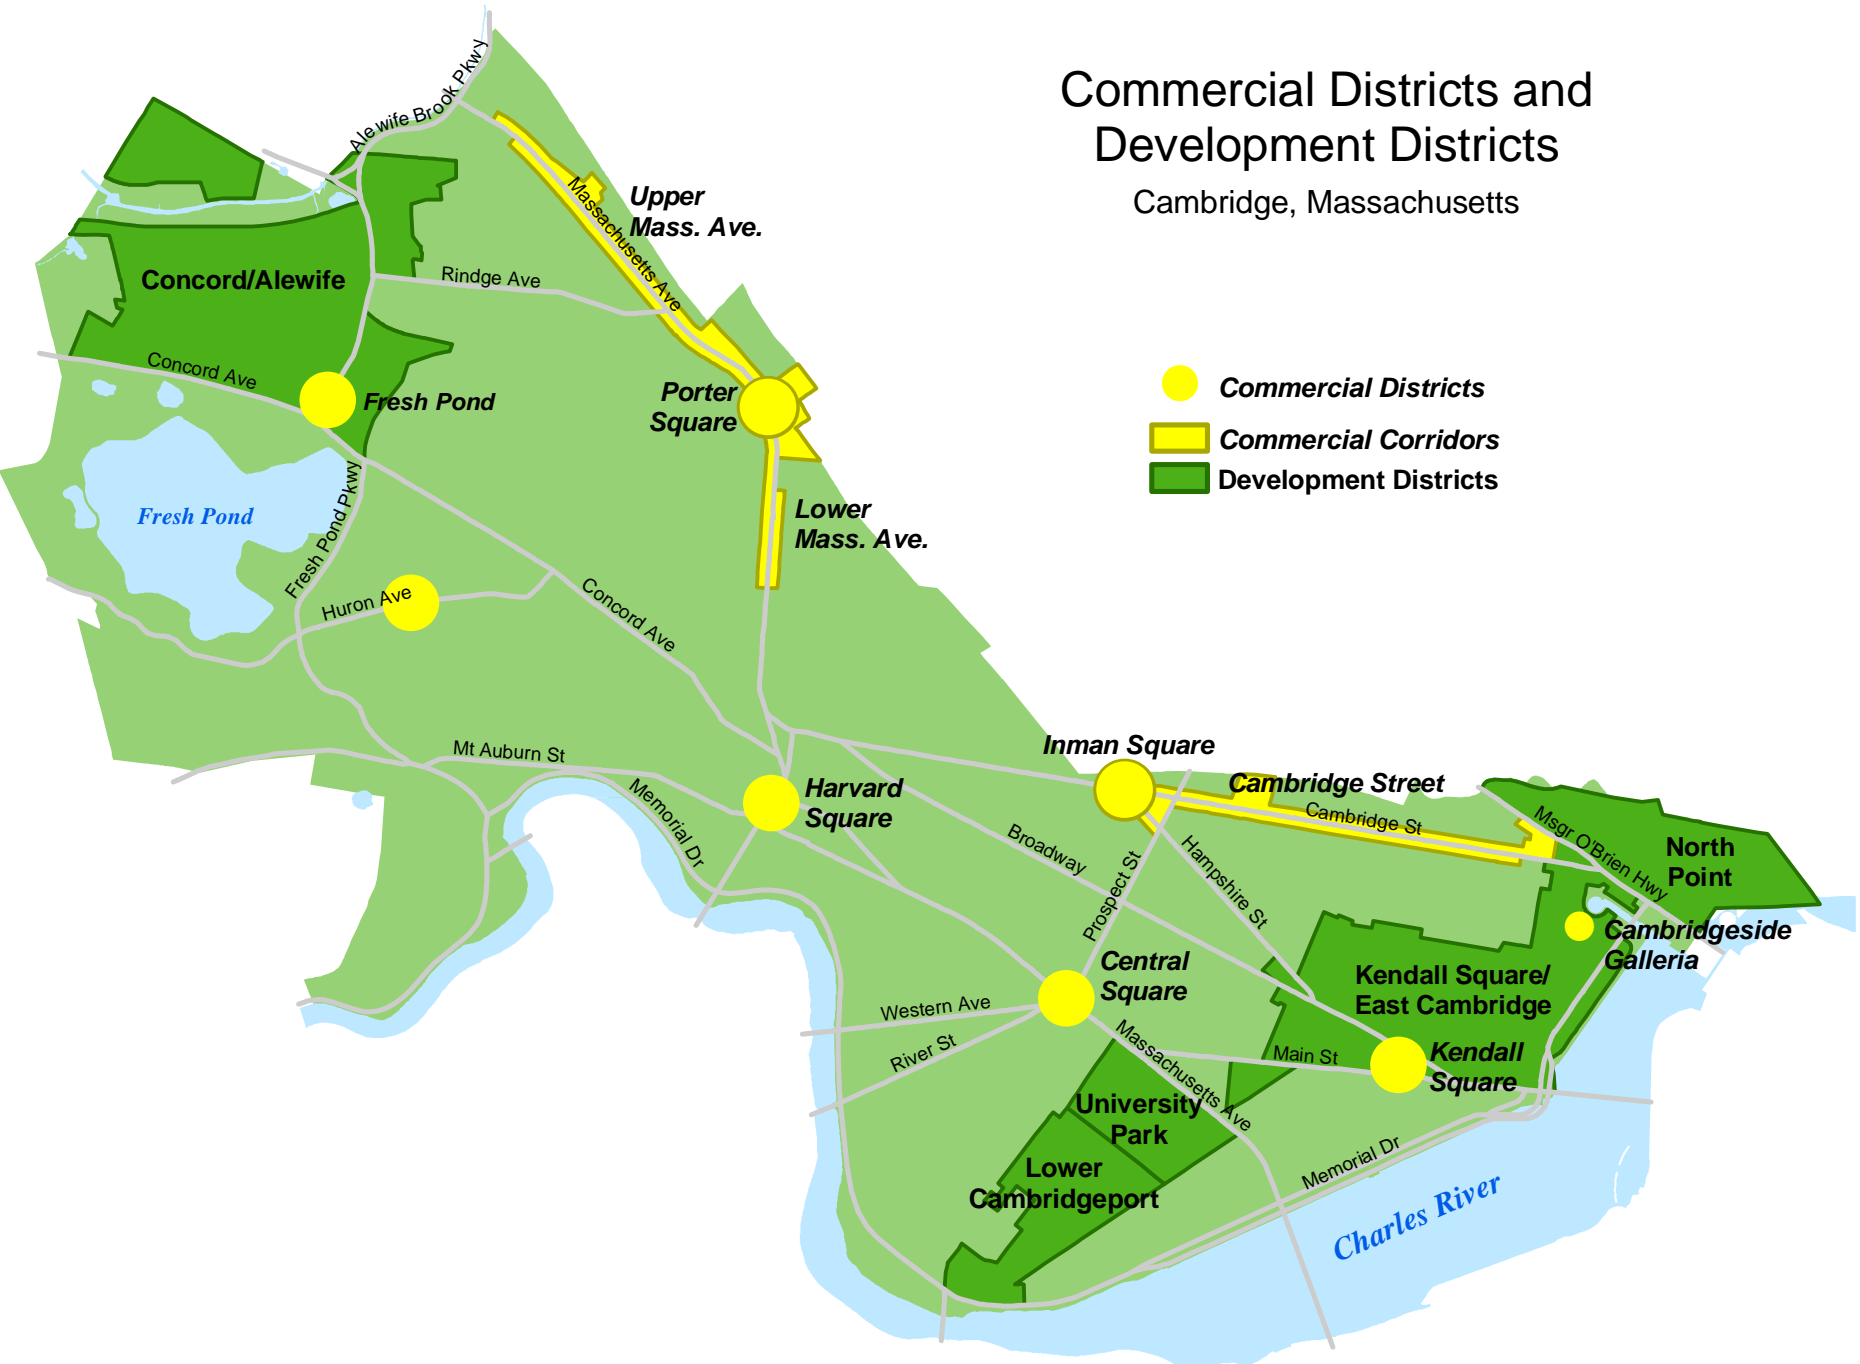 Commercial Districts and
Development Districts
Cambridge, Massachusetts
Commercial Districts
Commercial Corridors
Development Districts
Alewife Brook Pkwy
Upper
Mass. Ave.
Massachusetts Ave
Concord/Alewife
Rindge Ave
Concord Ave
Fresh Pond
Porter
Square
Fresh Pond
Fresh Pond Pkwy
Lower
Mass. Ave.
Huron Ave
Concord Ave
Mt Auburn St
Memorial Dr
Harvard
Square
Inman Square
Cambridge Street
Cambridge St
Msgr O'Brien Hwy
North
Point
Broadway
Prospect St
Hampshire St
Cambridgeside
Galleria
Central
Square
Kendall Square/
East Cambridge
Western Ave
River St
Massachusetts Ave
Main St
Kendall
Square
University
Park
Lower
Cambridgeport
Memorial Dr
Charles River